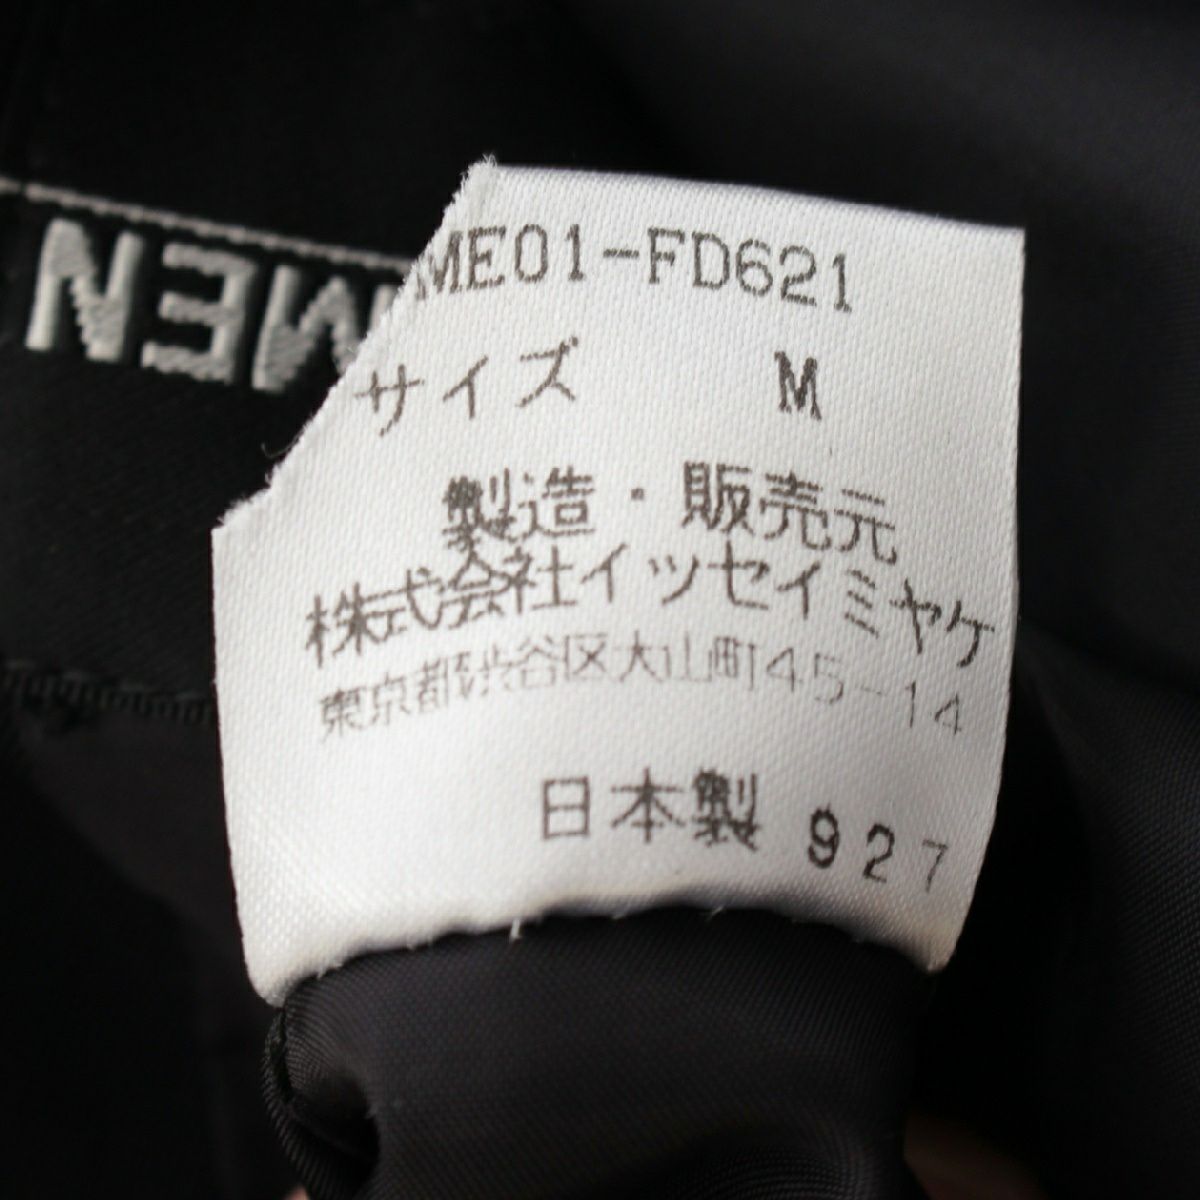 ME01-FD621
サイズ M
製造・販売元
株式会社イッセイミヤケ
東京都渋谷区大山町45-14
日本製 927
MEN